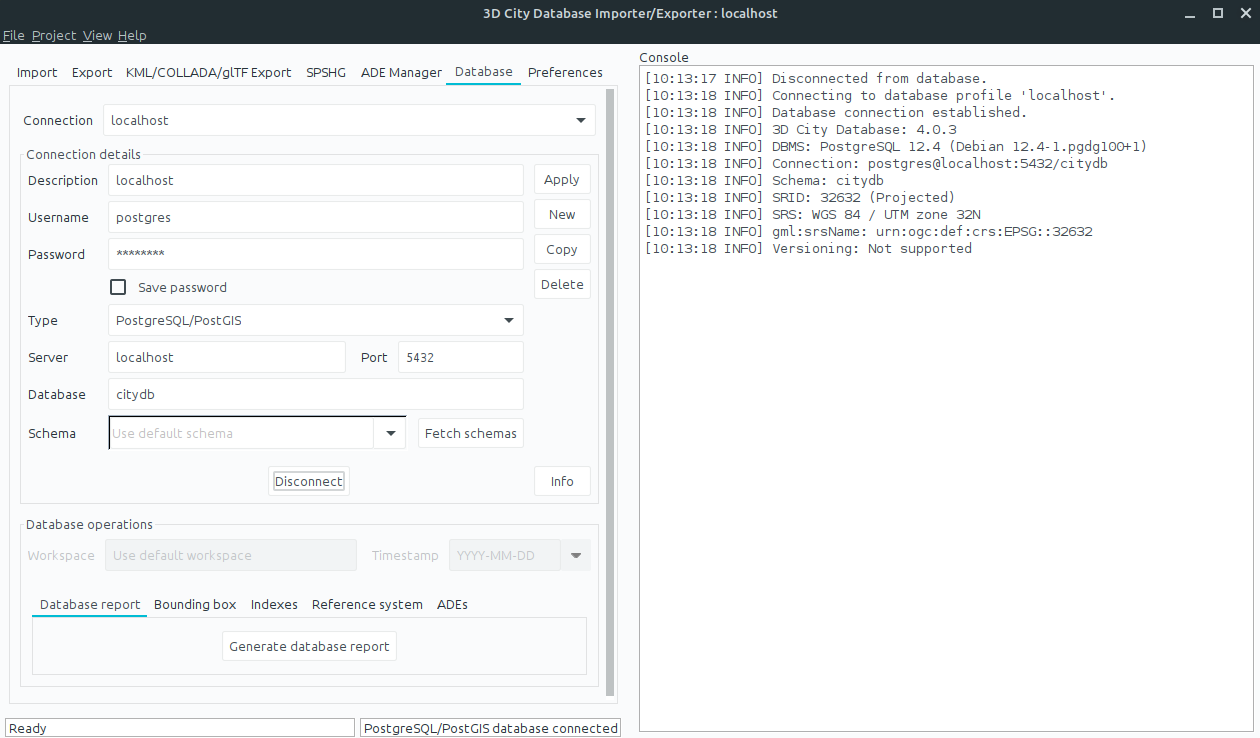 3D City Database Importer/Exporter : localhost
File Project View Help
Import Export KML/COLLADA/glTF Export SPSHG ADE Manager Database Preferences
Connection localhost
Connection details
Description localhost Apply
Username postgres New
Password ******** Copy
Save password Delete
Type PostgreSQL/PostGIS
Server localhost Port 5432
Database citydb
Schema Use default schema Fetch schemas
Disconnect Info
Database operations
Workspace Use default workspace Timestamp YYYY-MM-DD
Database report Bounding box Indexes Reference system ADEs
Generate database report
Ready PostgreSQL/PostGIS database connected
Console
[10:13:17 INFO] Disconnected from database.
[10:13:18 INFO] Connecting to database profile 'localhost'.
[10:13:18 INFO] Database connection established.
[10:13:18 INFO] 3D City Database: 4.0.3
[10:13:18 INFO] DBMS: PostgreSQL 12.4 (Debian 12.4-1.pgdg100+1)
[10:13:18 INFO] Connection: postgres@localhost:5432/citydb
[10:13:18 INFO] Schema: citydb
[10:13:18 INFO] SRID: 32632 (Projected)
[10:13:18 INFO] SRS: WGS 84 / UTM zone 32N
[10:13:18 INFO] gml:srsName: urn:ogc:def:crs:EPSG::32632
[10:13:18 INFO] Versioning: Not supported